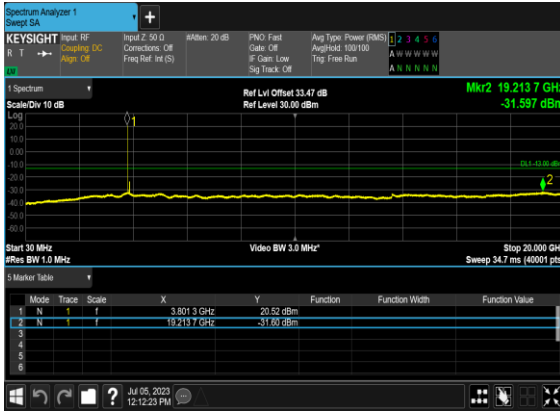 Spectrum Analyzer 1
Swept SA
+
KEYSIGHT Input: RF Input Z: 50 Ω #Atten: 20 dB PNO: Fast Avg Type: Power (RMS) 1 2 3 4 5 6
R T Coupling: DC Corrections: Off Gate: Off Avg|Hold: 100/100 A W W W W W
Align: Off Freq Ref: Int (S) IF Gain: Low Trig: Free Run
Sig Track: Off A N N N N N
1 Spectrum
Ref Lvl Offset 33.47 dB Mkr2 19.213 7 GHz
Scale/Div 10 dB Ref Level 30.00 dBm -31.597 dBm
Log
1
20.0
10.0
0.00
-10.0
DL1 -13.00 dBm
-20.0
2
-30.0
-40.0
-50.0
-60.0
Start 30 MHz Video BW 3.0 MHz* Stop 20.000 GHz
#Res BW 1.0 MHz Sweep 34.7 ms (40001 pts)
5 Marker Table
Mode Trace Scale X Y Function Function Width Function Value
1 N 1 f 3.801 3 GHz 20.52 dBm
2 N 1 f 19.213 7 GHz -31.60 dBm
3
4
5
6
?
Jul 05, 2023
12:12:23 PM